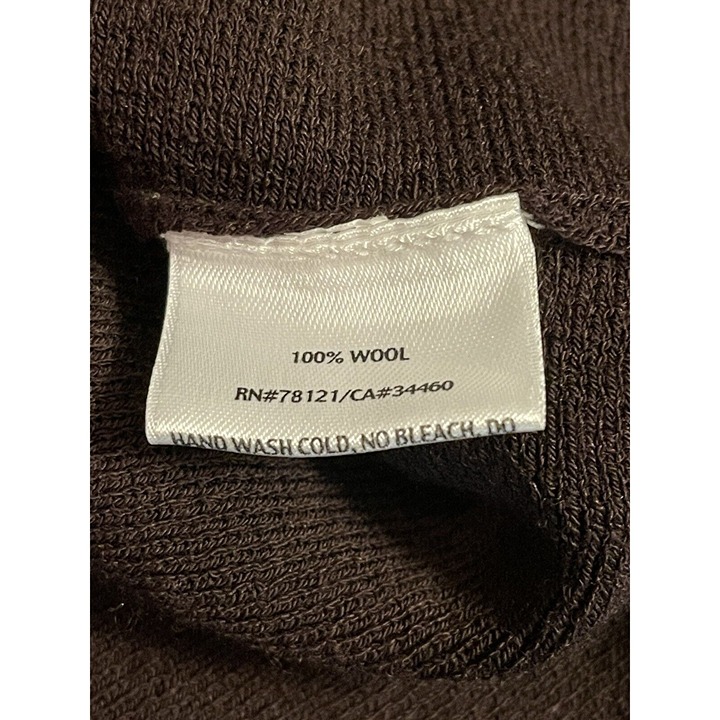 100% WOOL
RN#78121/CA#34460
HAND WASH COLD, NO BLEACH, DO